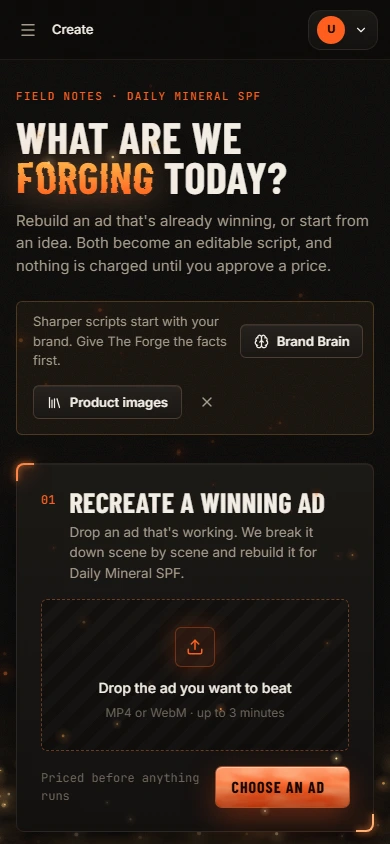 Create
U
FIELD NOTES · DAILY MINERAL SPF
WHAT ARE WE
FORGING TODAY?
Rebuild an ad that's already winning, or start from
an idea. Both become an editable script, and
nothing is charged until you approve a price.
Sharper scripts start with your
brand. Give The Forge the facts
first.
Brand Brain
Product images
01
RECREATE A WINNING AD
Drop an ad that's working. We break it
down scene by scene and rebuild it for
Daily Mineral SPF.
Drop the ad you want to beat
MP4 or WebM · up to 3 minutes
Priced before anything
runs
CHOOSE AN AD